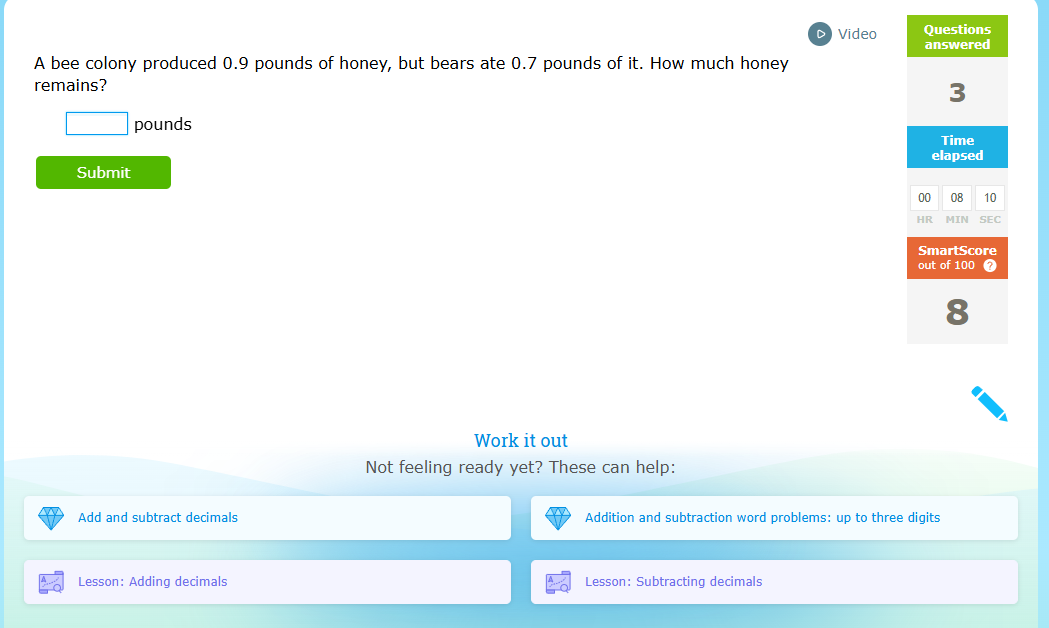 Video
A bee colony produced 0.9 pounds of honey, but bears ate 0.7 pounds of it. How much honey
remains?
pounds
Submit
Questions
answered
3
Time
elapsed
00 08 10
HR MIN SEC
SmartScore
out of 100 ?
8
Work it out
Not feeling ready yet? These can help:
Add and subtract decimals
Addition and subtraction word problems: up to three digits
Lesson: Adding decimals
Lesson: Subtracting decimals